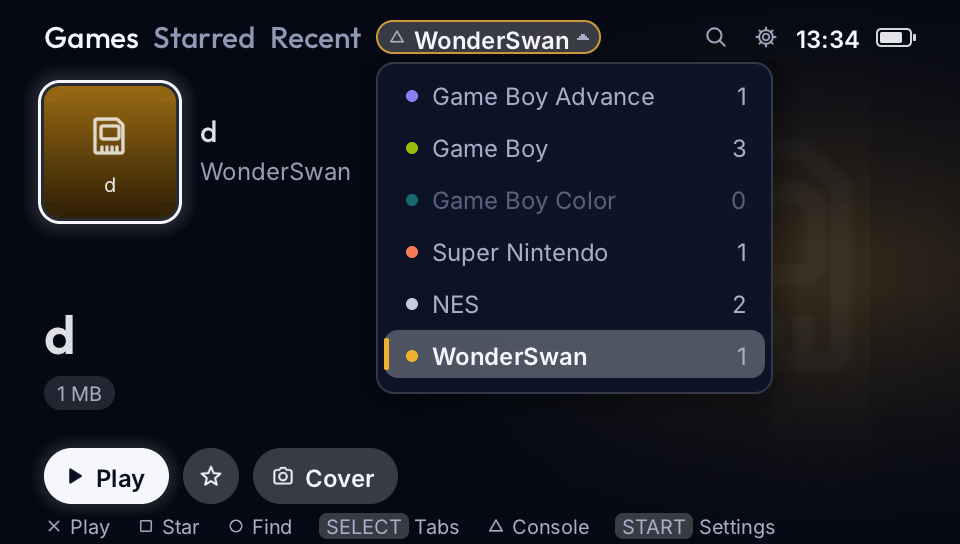 Games Starred Recent WonderSwan 13:34
Game Boy Advance 1
Game Boy 3
Game Boy Color 0
Super Nintendo 1
NES 2
WonderSwan 1
d
d
WonderSwan
d
1 MB
Play Cover
Play Star Find SELECT Tabs Console START Settings